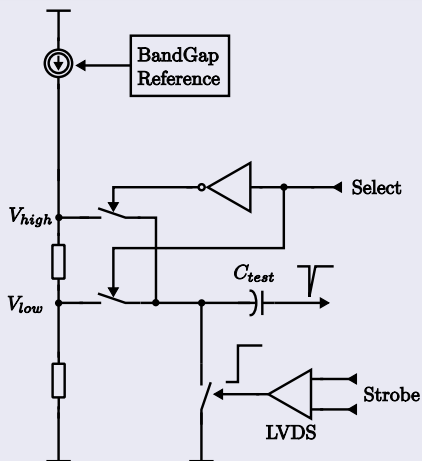 BandGap
Reference
Select
V_high
C_test
V_low
Strobe
LVDS